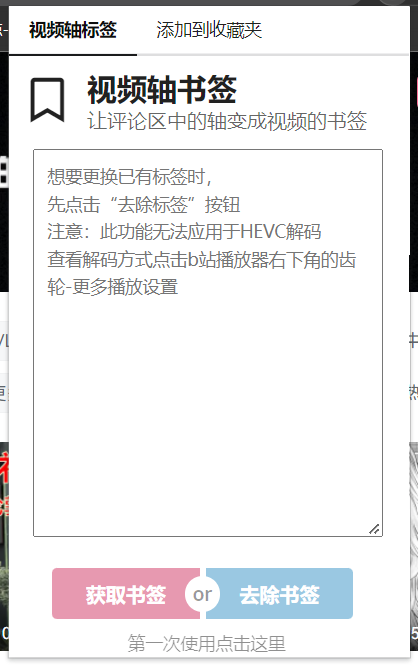 视频轴标签
添加到收藏夹
视频轴书签
让评论区中的轴变成视频的书签
想要更换已有标签时，
先点击“去除标签”按钮
注意：此功能无法应用于HEVC解码
查看解码方式点击b站播放器右下角的齿
轮-更多播放设置
获取书签 or 去除书签
第一次使用点击这里